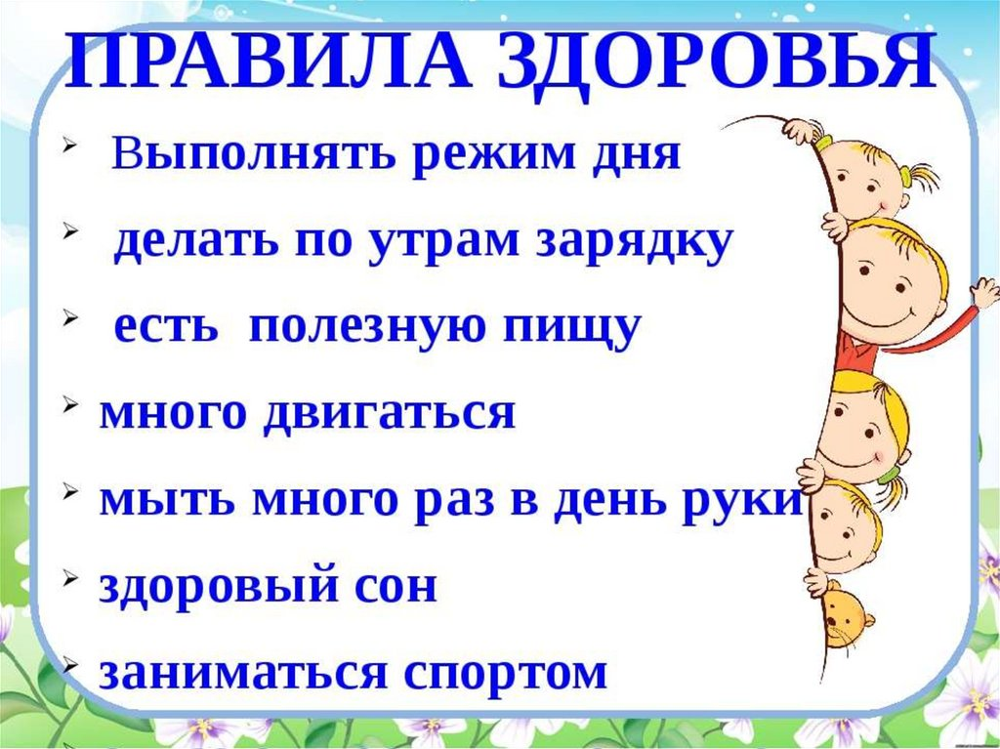 ПРАВИЛА ЗДОРОВЬЯ
Выполнять режим дня
делать по утрам зарядку
есть полезную пищу
много двигаться
мыть много раз в день руки
здоровый сон
заниматься спортом